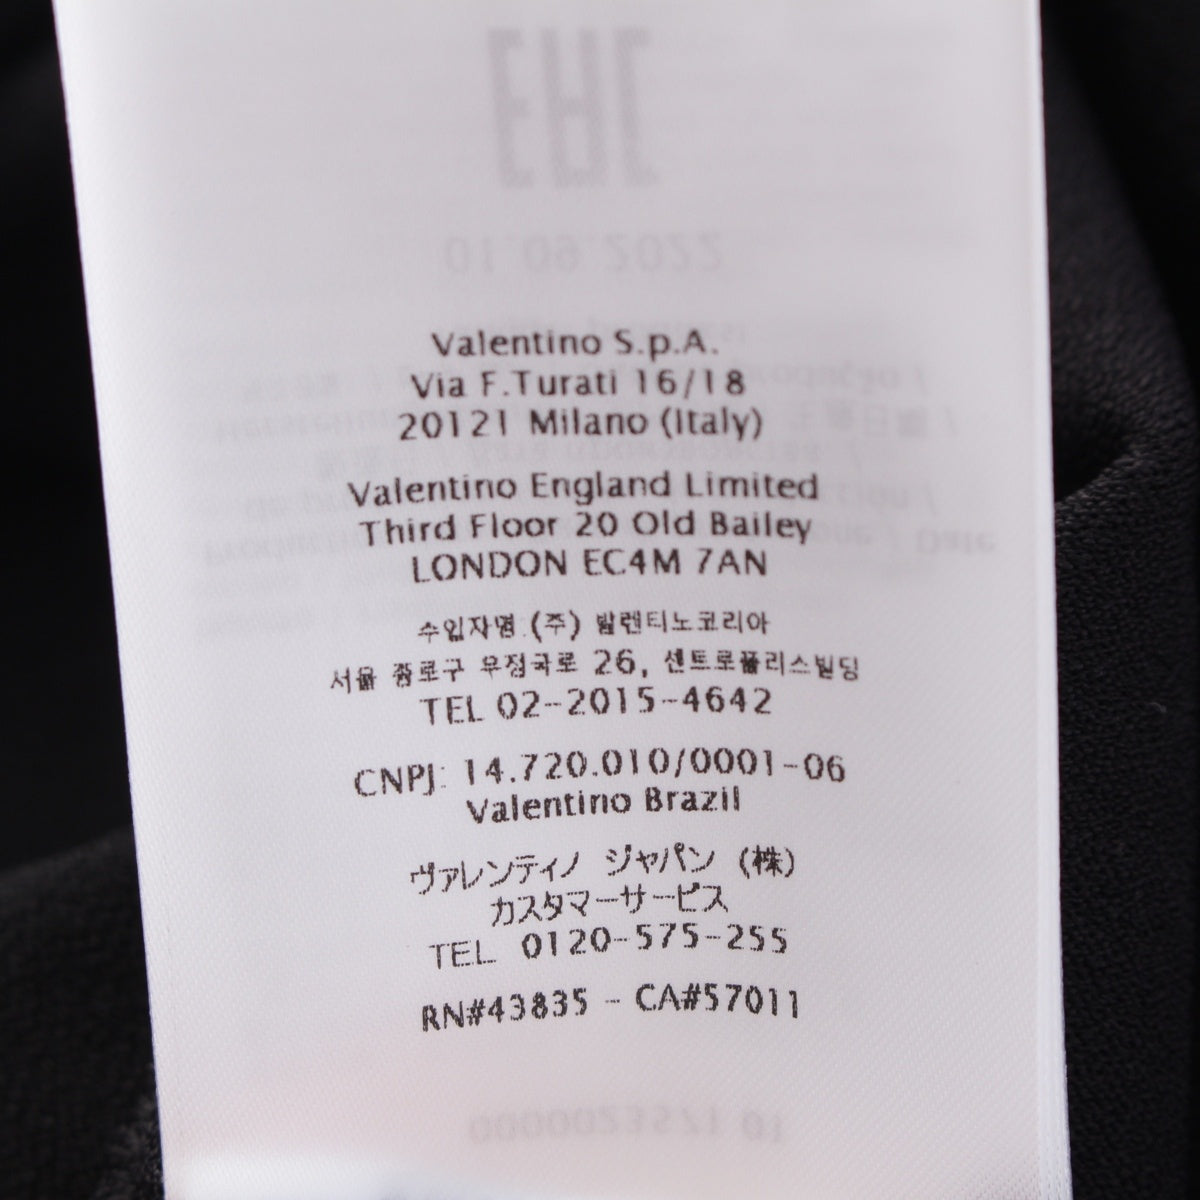 Valentino S.p.A.
Via F.Turati 16/18
20121 Milano (Italy)
Valentino England Limited
Third Floor 20 Old Bailey
LONDON EC4M 7AN
수입자명 (주) 발렌티노코리아
서울 종로구 우정국로 26, 센트로폴리스빌딩
TEL 02-2015-4642
CNPJ: 14.720.010/0001-06
Valentino Brazil
ヴァレンティノ ジャパン (株)
カスタマーサービス
TEL 0120-575-255
RN#43835 - CA#57011